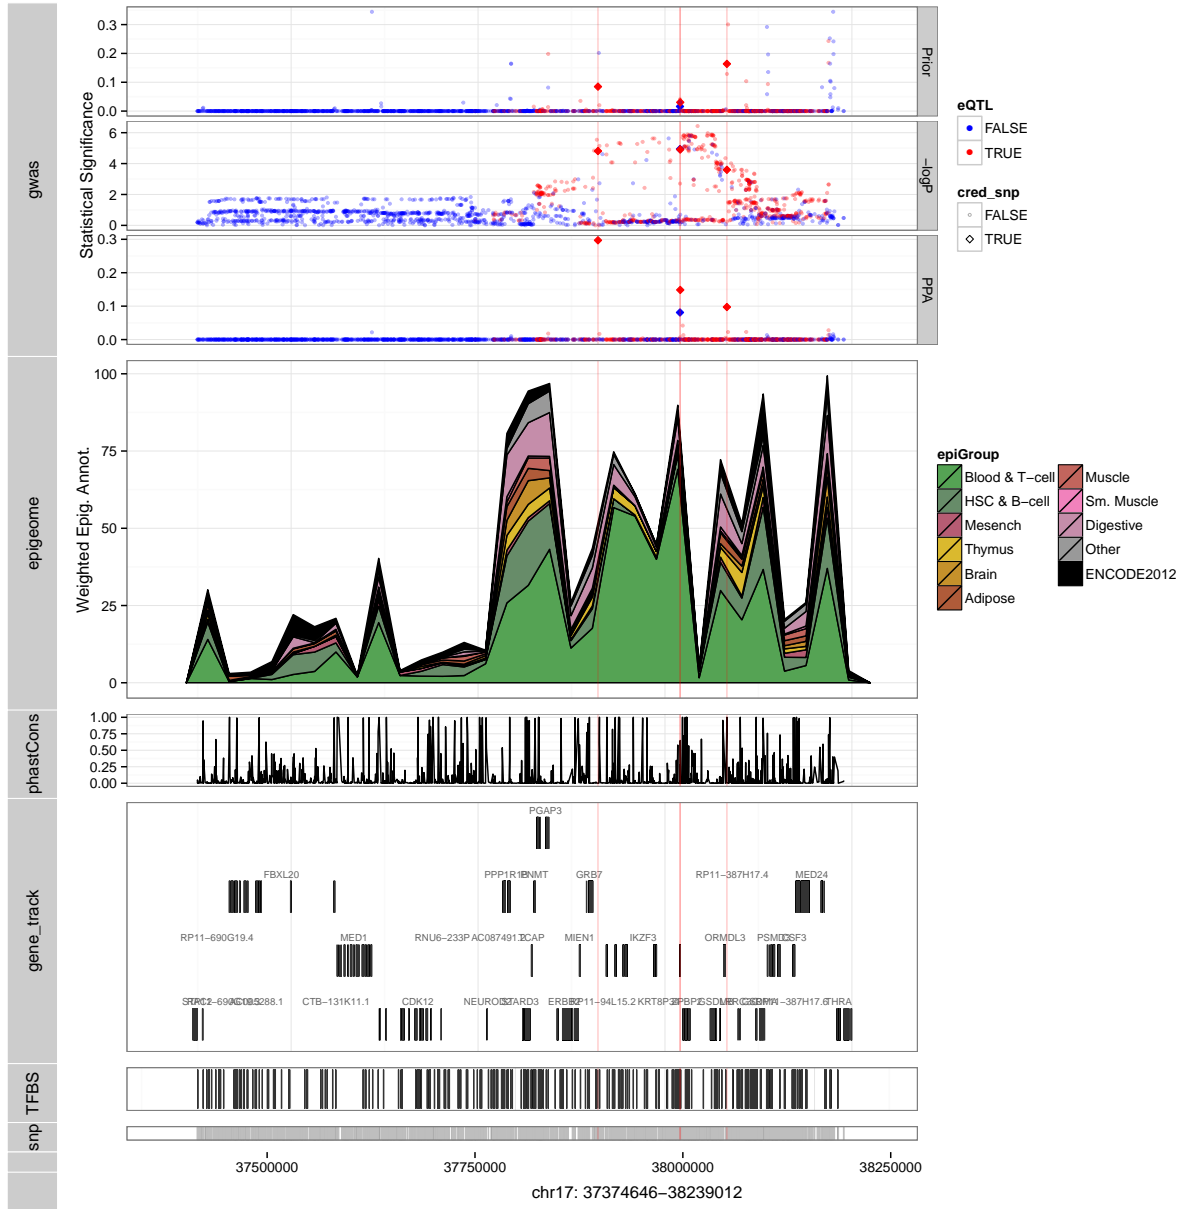 gwas
Statistical Significance
0.3
0.2
0.1
0.0
Prior
6
4
2
0
−logP
0.3
0.2
0.1
0.0
PPA
eQTL
FALSE
TRUE
cred_snp
FALSE
TRUE
epigeome
Weighted Epig. Annot.
100
75
50
25
0
epiGroup
Blood & T−cell
HSC & B−cell
Mesench
Thymus
Brain
Adipose
Muscle
Sm. Muscle
Digestive
Other
ENCODE2012
phastCons
1.00
0.75
0.50
0.25
0.00
gene_track
PGAP3
FBXL20 GRB7 RP11−387H17.4 MED24
RP11−690G19.4 MED1 RNU6−233P MIEN1 IKZF3 ORMDL3
CTB−131K11.1 CDK12 THRA
TFBS
snp
37500000 37750000 38000000 38250000
chr17: 37374646−38239012